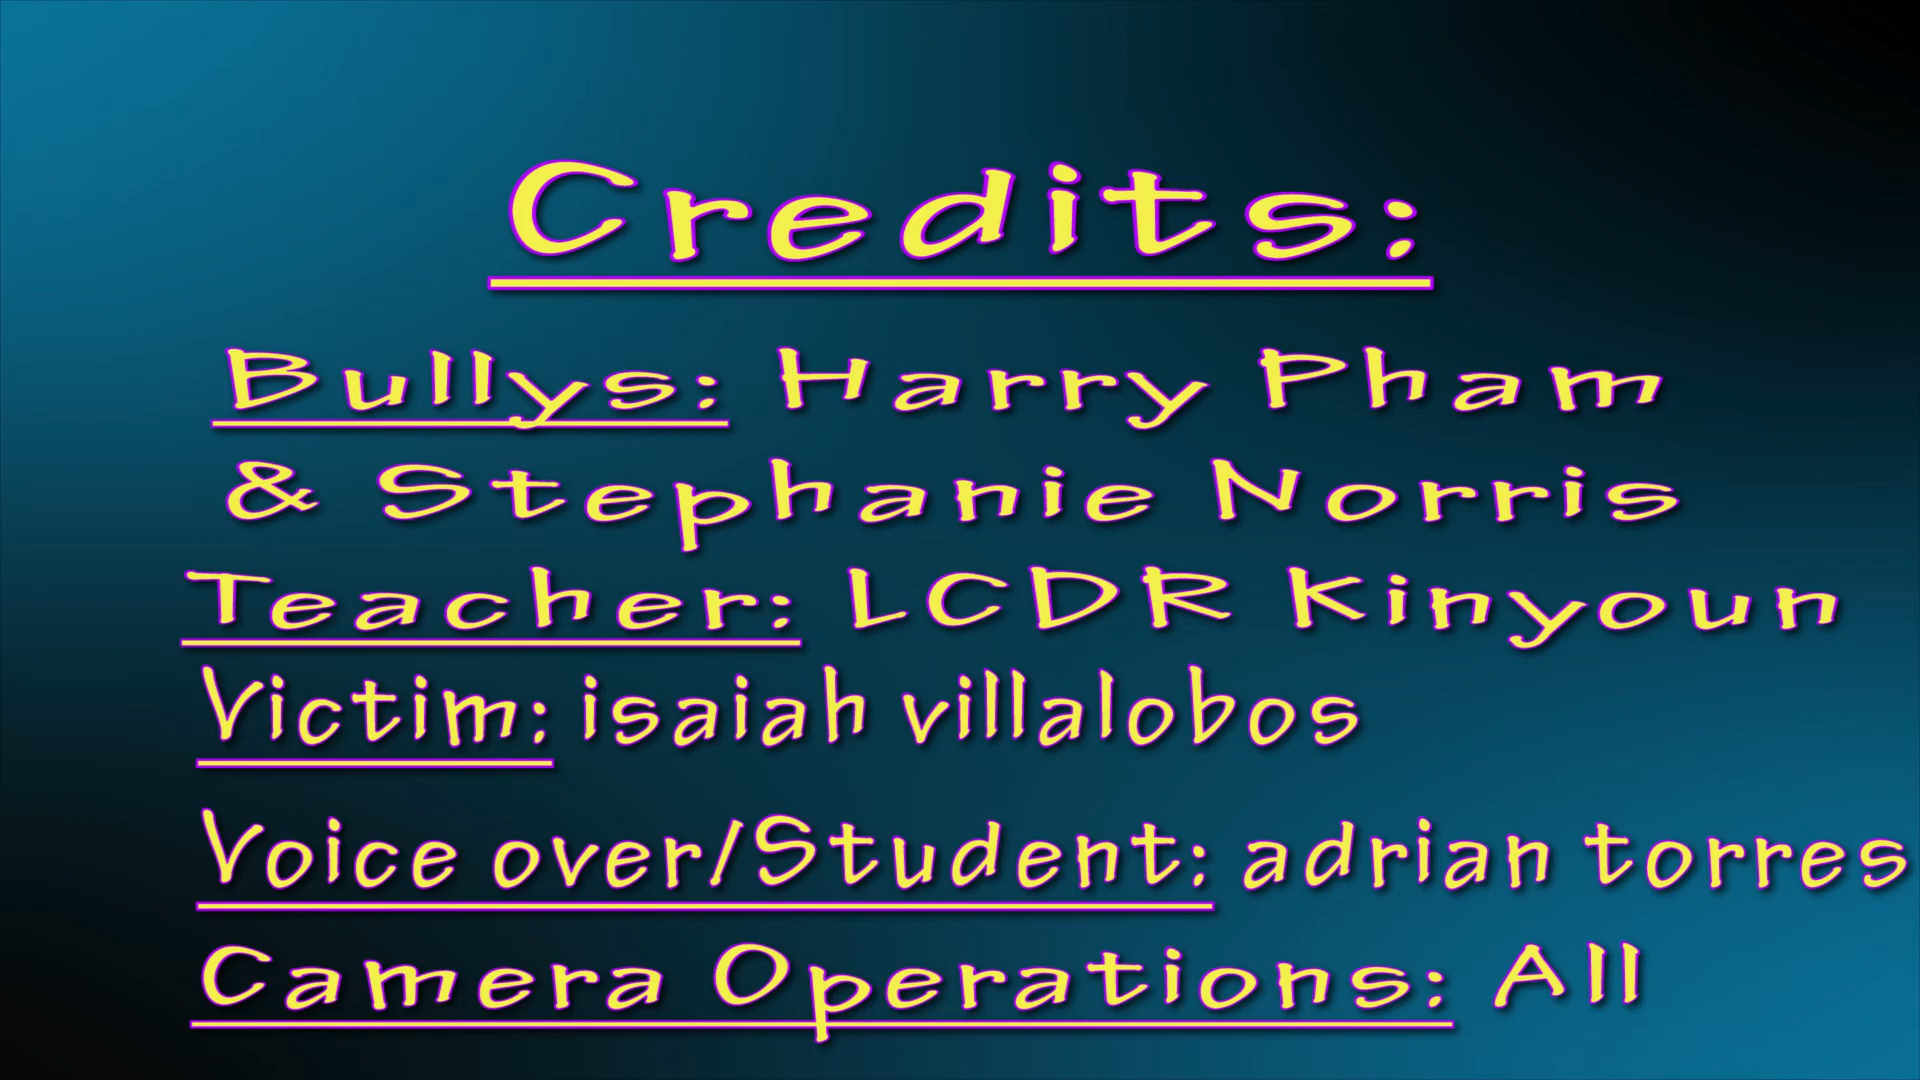 Credits:
Bullys: Harry Pham
& Stephanie Norris
Teacher: LCDR Kinyoun
Victim: isaiah villalobos
Voice over/Student: adrian torres
Camera Operations: All